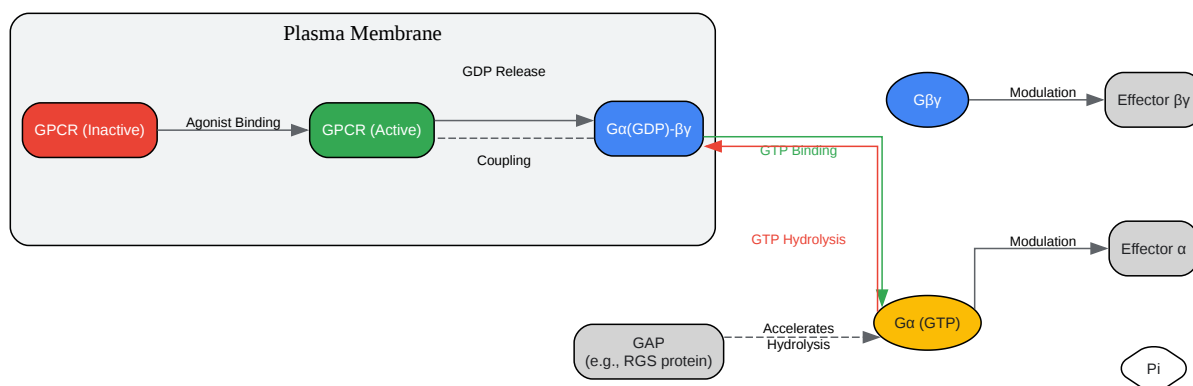 Plasma Membrane
GDP Release
GPCR (Inactive)
Agonist Binding
GPCR (Active)
Coupling
Gα(GDP)-βγ
GTP Binding
GTP Hydrolysis
Gβγ
Modulation
Effector βγ
Modulation
Effector α
Gα (GTP)
GAP
(e.g., RGS protein)
Accelerates
Hydrolysis
Pi